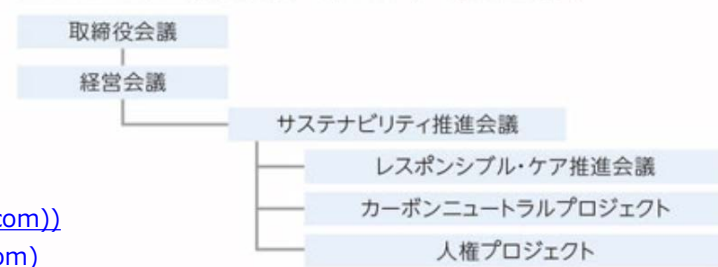 取締役会議
経営会議
サステナビリティ推進会議
レスポンシブル・ケア推進会議
カーボンニュートラルプロジェクト
人権プロジェクト
com))
om)